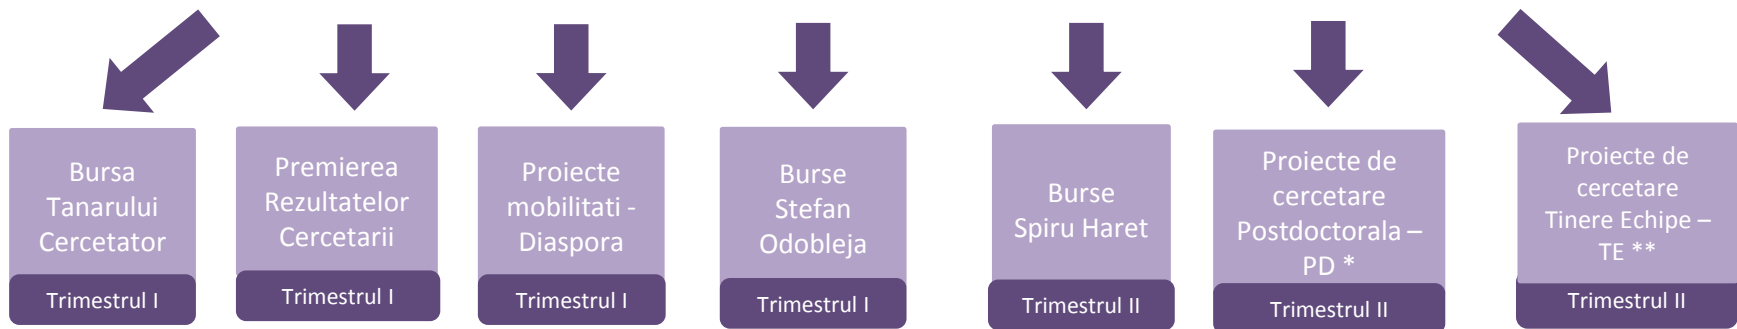 Bursa
Tanarului
Cercetator
Trimestrul I
Premierea
Rezultatelor
Cercetarii
Trimestrul I
Proiecte
mobilitati -
Diaspora
Trimestrul I
Burse
Stefan
Odobleja
Trimestrul I
Burse
Spiru Haret
Trimestrul II
Proiecte de
cercetare
Postdoctorala –
PD *
Trimestrul II
Proiecte de
cercetare
Tinere Echipe –
TE **
Trimestrul II